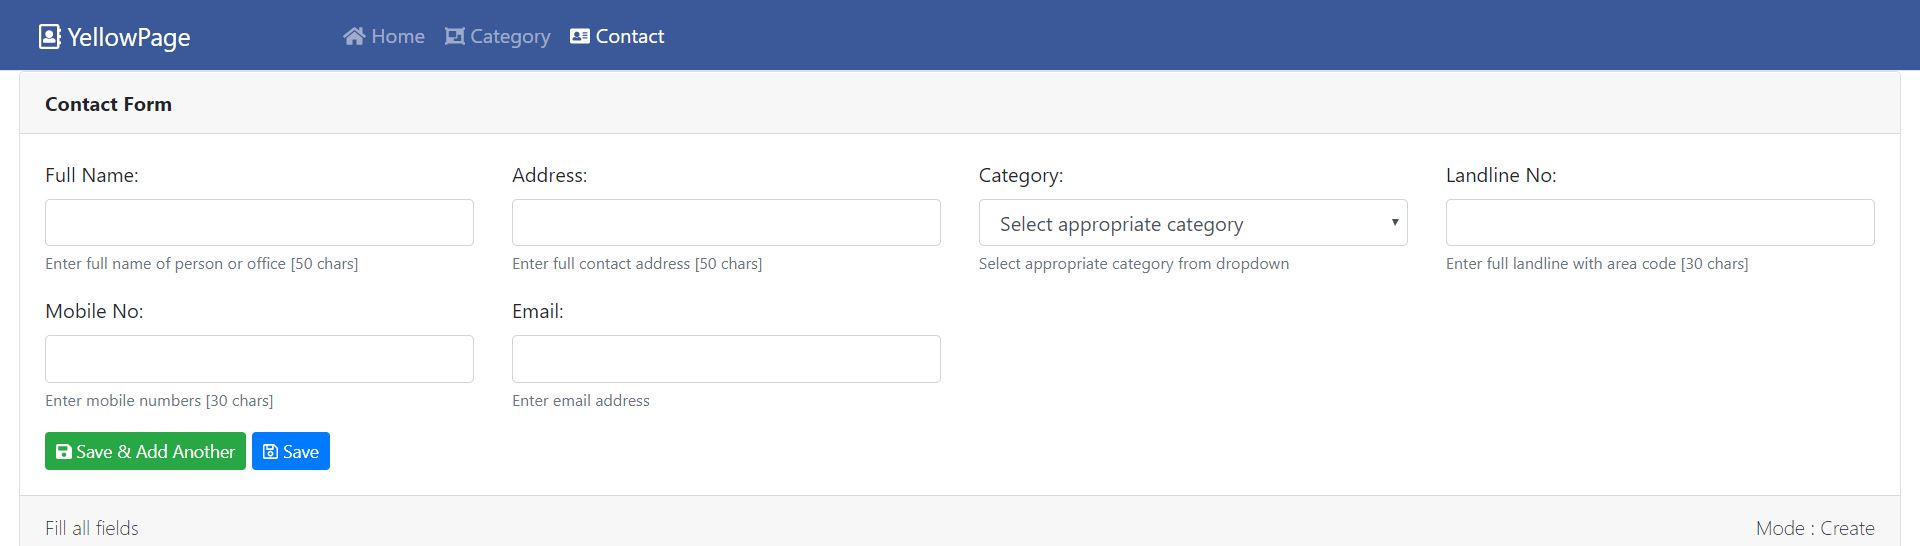 YellowPage Home Category Contact
Contact Form
Full Name: Address: Category: Landline No:
Select appropriate category
Enter full name of person or office [50 chars] Enter full contact address [50 chars] Select appropriate category from dropdown Enter full landline with area code [30 chars]
Mobile No: Email:
Enter mobile numbers [30 chars] Enter email address
Save & Add Another Save
Fill all fields Mode : Create